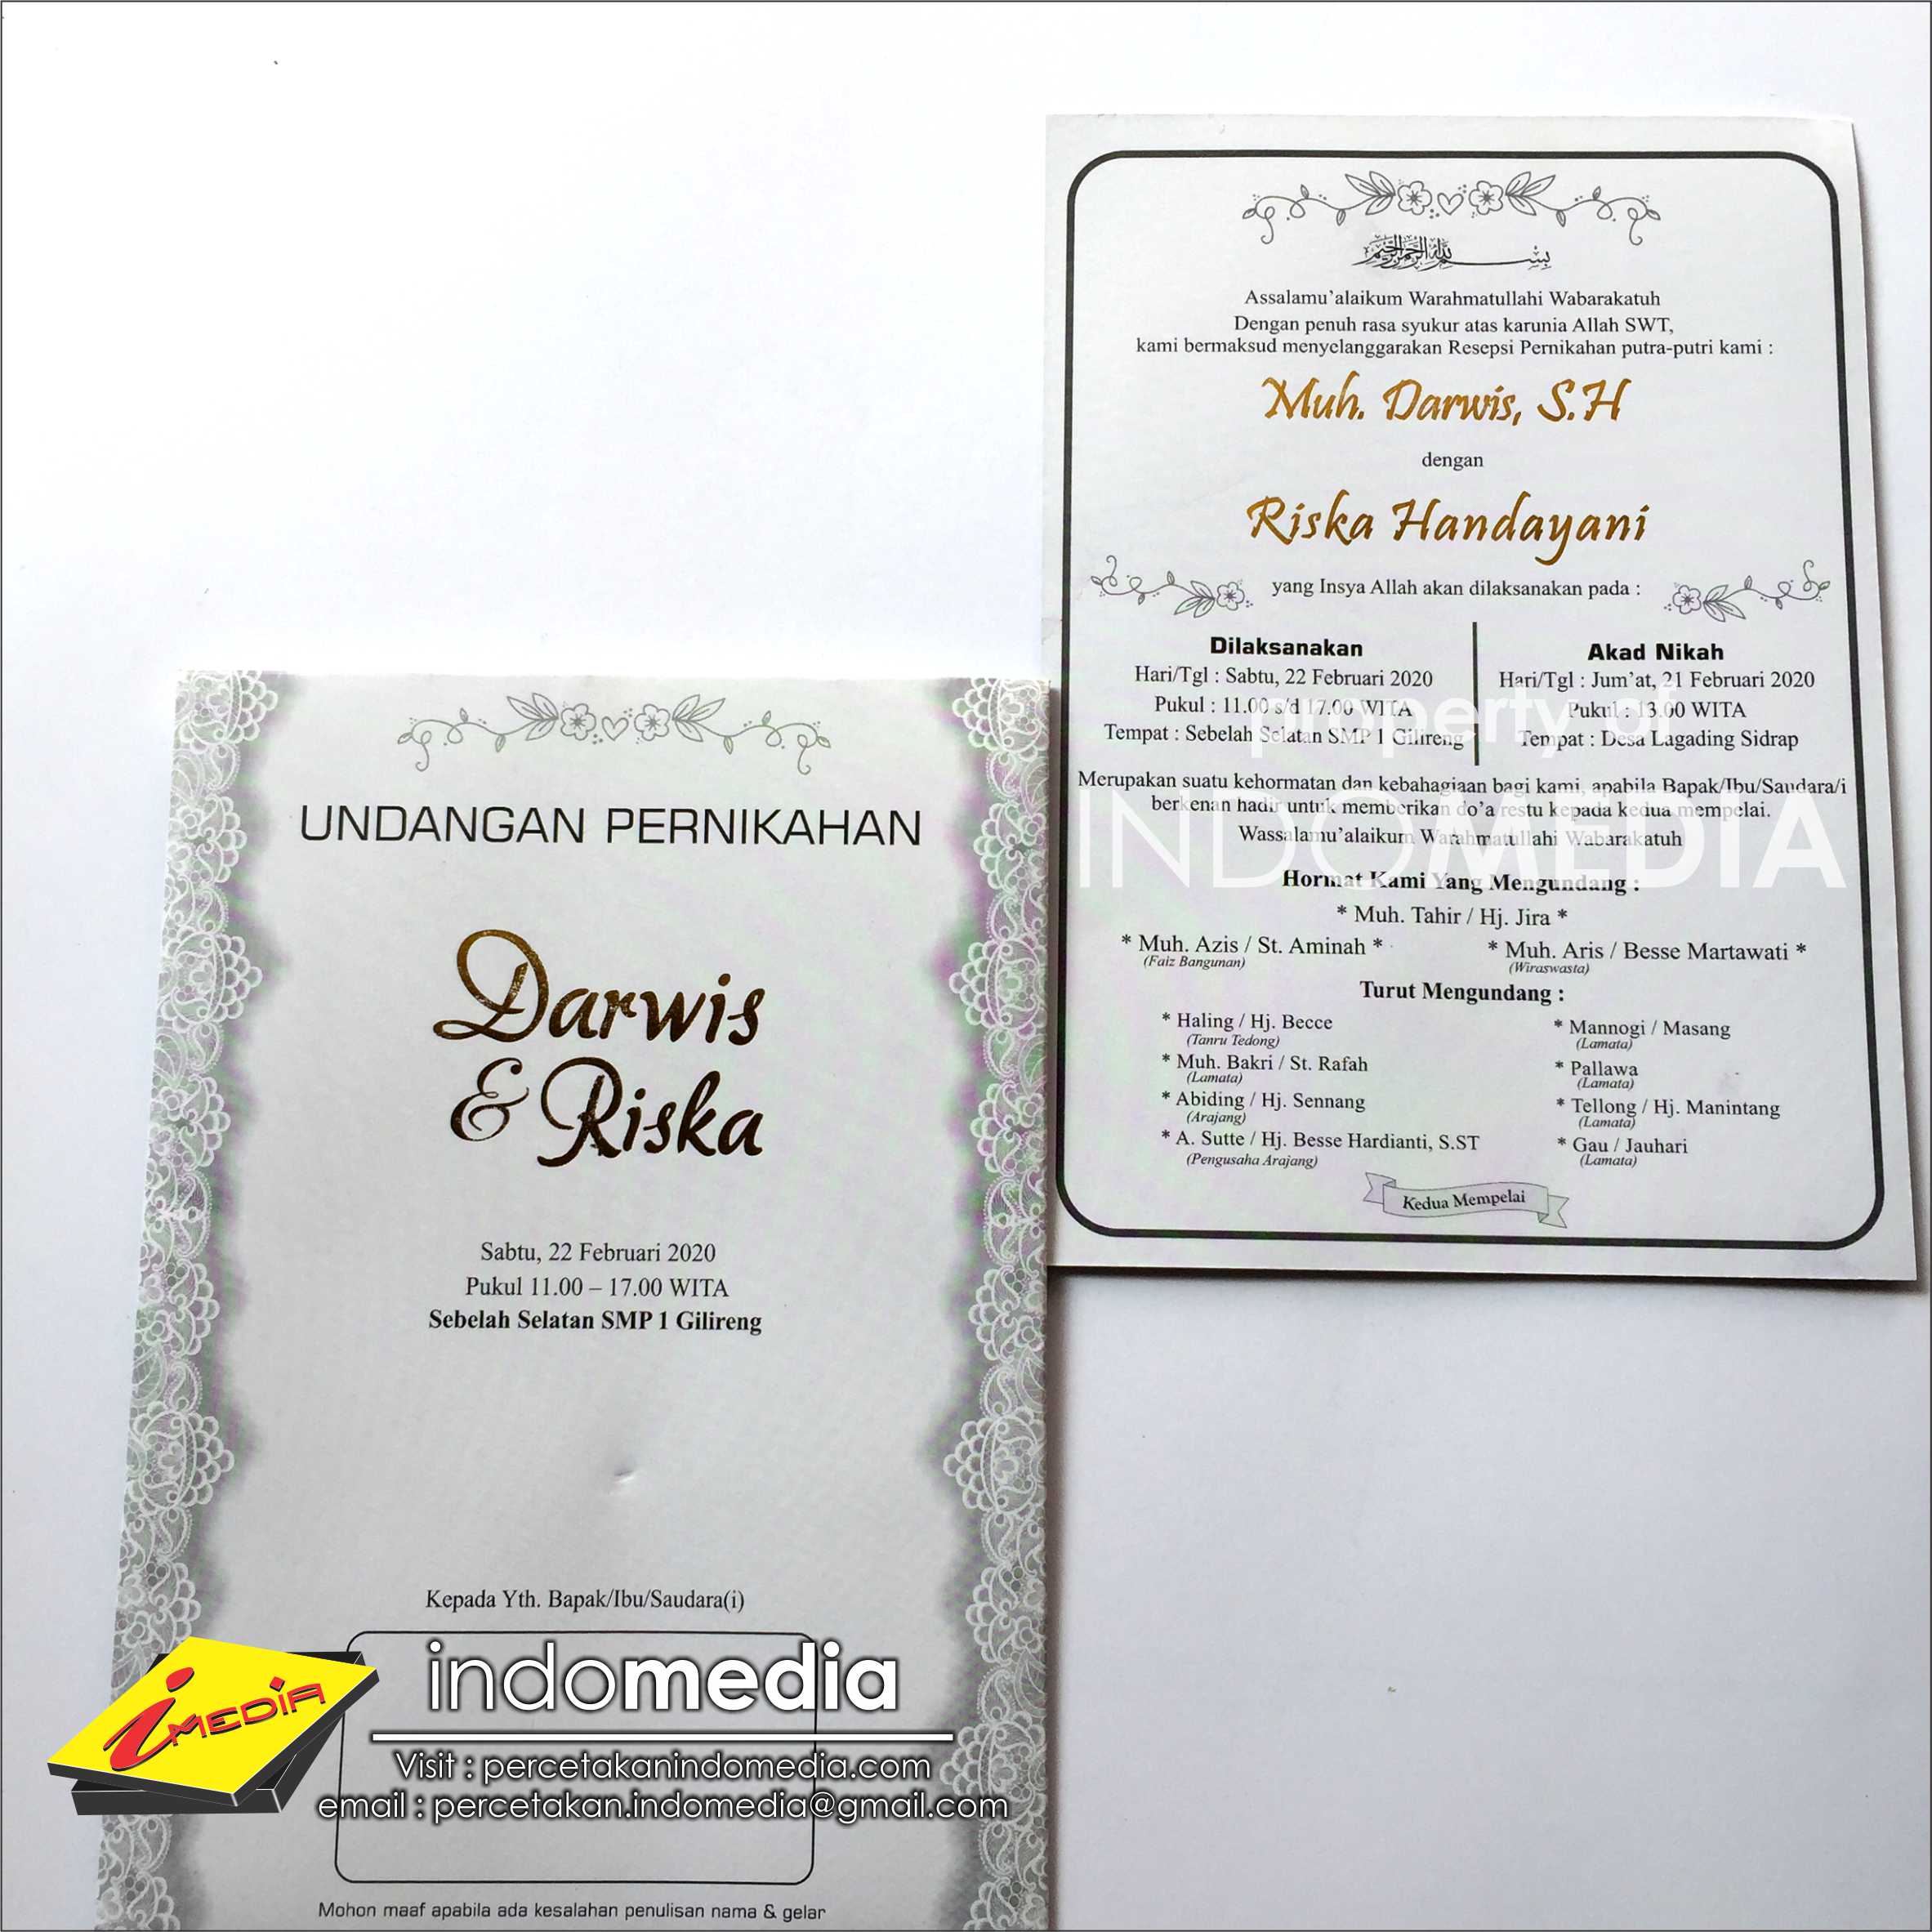 UNDANGAN PERNIKAHAN
Darwis
& Riska
Sabtu, 22 Februari 2020
Pukul 11.00 – 17.00 WITA
Sebelah Selatan SMP 1 Gilireng
Kepada Yth. Bapak/Ibu/Saudara(i)
Mohon maaf apabila ada kesalahan penulisan nama & gelar
بسم الله الرحمن الرحيم
Assalamu'alaikum Warahmatullahi Wabarakatuh
Dengan penuh rasa syukur atas karunia Allah SWT,
kami bermaksud menyelanggarakan Resepsi Pernikahan putra-putri kami :
Muh. Darwis, S.H
dengan
Riska Handayani
yang Insya Allah akan dilaksanakan pada :
Dilaksanakan
Hari/Tgl : Sabtu, 22 Februari 2020
Pukul : 11.00 s/d 17.00 WITA
Tempat : Sebelah Selatan SMP 1 Gilireng
Akad Nikah
Hari/Tgl : Jum'at, 21 Februari 2020
Pukul : 13.00 WITA
Tempat : Desa Lagading Sidrap
Merupakan suatu kehormatan dan kebahagiaan bagi kami, apabila Bapak/Ibu/Saudara/i
berkenan hadir untuk memberikan do'a restu kepada kedua mempelai.
Wassalamu'alaikum Warahmatullahi Wabarakatuh
Hormat Kami Yang Mengundang :
* Muh. Tahir / Hj. Jira *
* Muh. Azis / St. Aminah *
(Faiz Bangunan)
* Muh. Aris / Besse Martawati *
(Wiraswasta)
Turut Mengundang :
* Haling / Hj. Becce
(Tanru Tedong)
* Muh. Bakri / St. Rafah
(Lamata)
* Abiding / Hj. Sennang
(Arajang)
* A. Sutte / Hj. Besse Hardianti, S.ST
(Pengusaha Arajang)
* Mannogi / Masang
(Lamata)
* Pallawa
(Lamata)
* Tellong / Hj. Manintang
(Lamata)
* Gau / Jauhari
(Lamata)
Kedua Mempelai
property of
INDOMEDIA
iMEDIA
indomedia
Visit : percetakanindomedia.com
email : percetakan.indomedia@gmail.com